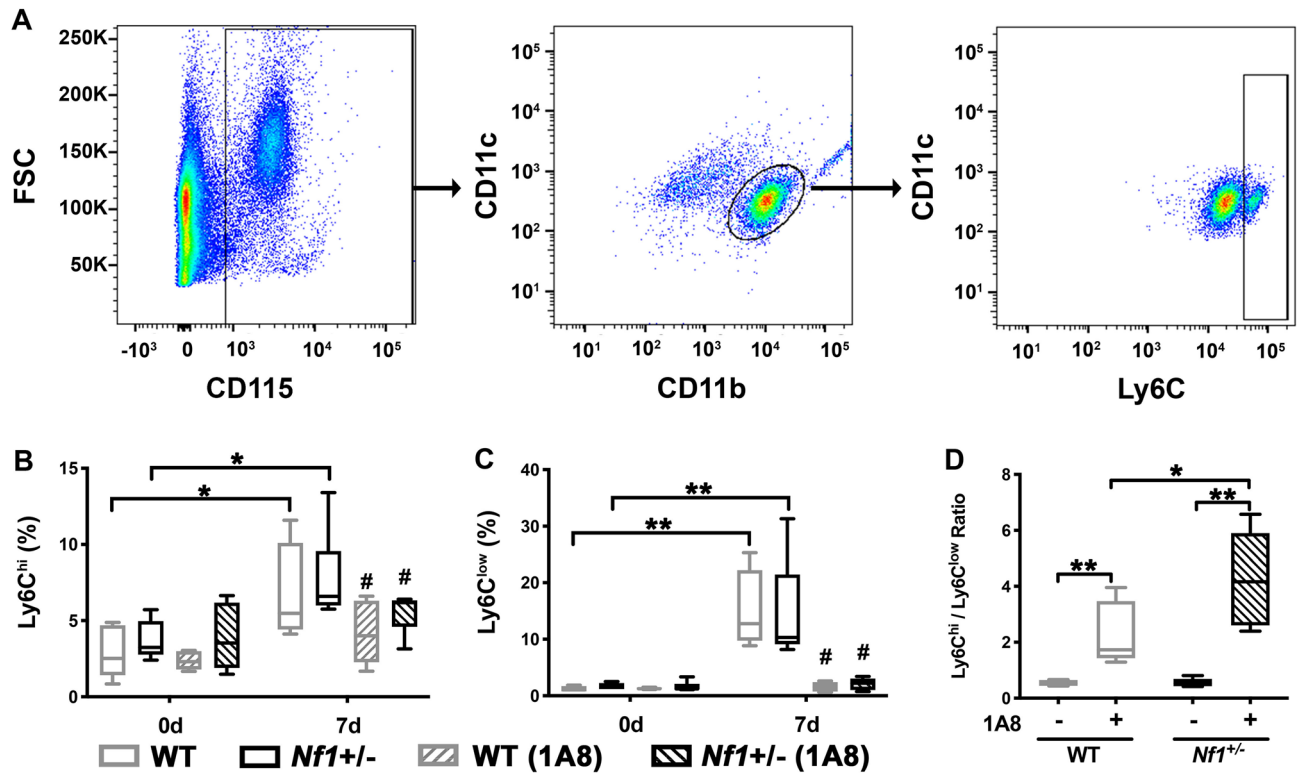 A
FSC
250K
200K
150K
100K
50K
-10³ 0 10³ 10⁴ 10⁵
CD115
CD11c
10⁵
10⁴
10³
10²
10¹
10¹ 10² 10³ 10⁴ 10⁵
CD11b
CD11c
10⁵
10⁴
10³
10²
10¹
10¹ 10² 10³ 10⁴ 10⁵
Ly6C
B
Ly6Cʰⁱ (%)
15
10
5
0
*
*
# #
0d 7d
C
Ly6Cˡᵒʷ (%)
40
30
20
10
0
**
**
# #
0d 7d
D
Ly6Cʰⁱ / Ly6Cˡᵒʷ Ratio
8
6
4
2
0
*
**
**
1A8 - + - +
WT Nf1⁺/⁻
WT Nf1+/- WT (1A8) Nf1+/- (1A8)